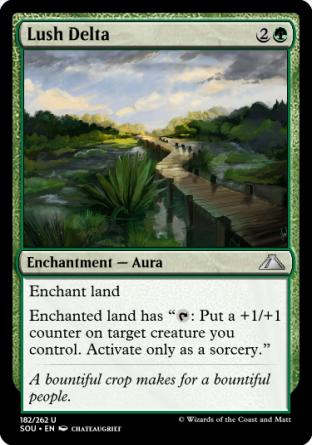 Lush Delta 2
Enchantment — Aura
Enchant land
Enchanted land has “: Put a +1/+1
counter on target creature you
control. Activate only as a sorcery.”
A bountiful crop makes for a bountiful
people.
182/262 U
SOU • EN CHATEAUGRIEF © Wizards of the Coast and Matt